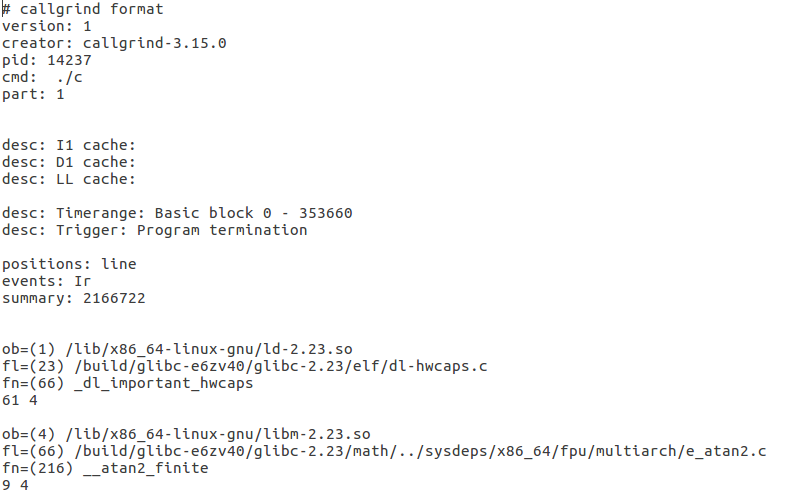 # callgrind format
version: 1
creator: callgrind-3.15.0
pid: 14237
cmd:  ./c
part: 1
desc: I1 cache:
desc: D1 cache:
desc: LL cache:
desc: Timerange: Basic block 0 - 353660
desc: Trigger: Program termination
positions: line
events: Ir
summary: 2166722
ob=(1) /lib/x86_64-linux-gnu/ld-2.23.so
fl=(23) /build/glibc-e6zv40/glibc-2.23/elf/dl-hwcaps.c
fn=(66) _dl_important_hwcaps
61 4
ob=(4) /lib/x86_64-linux-gnu/libm-2.23.so
fl=(66) /build/glibc-e6zv40/glibc-2.23/math/../sysdeps/x86_64/fpu/multiarch/e_atan2.c
fn=(216) __atan2_finite
9 4